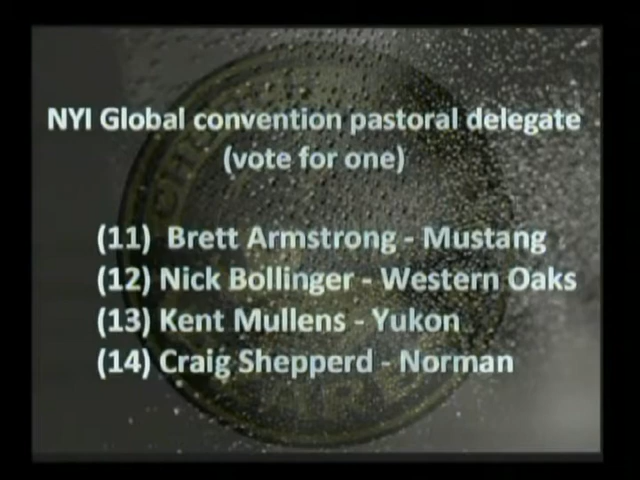 NYI Global convention pastoral delegate
(vote for one)
(11) Brett Armstrong - Mustang
(12) Nick Bollinger - Western Oaks
(13) Kent Mullens - Yukon
(14) Craig Shepperd - Norman